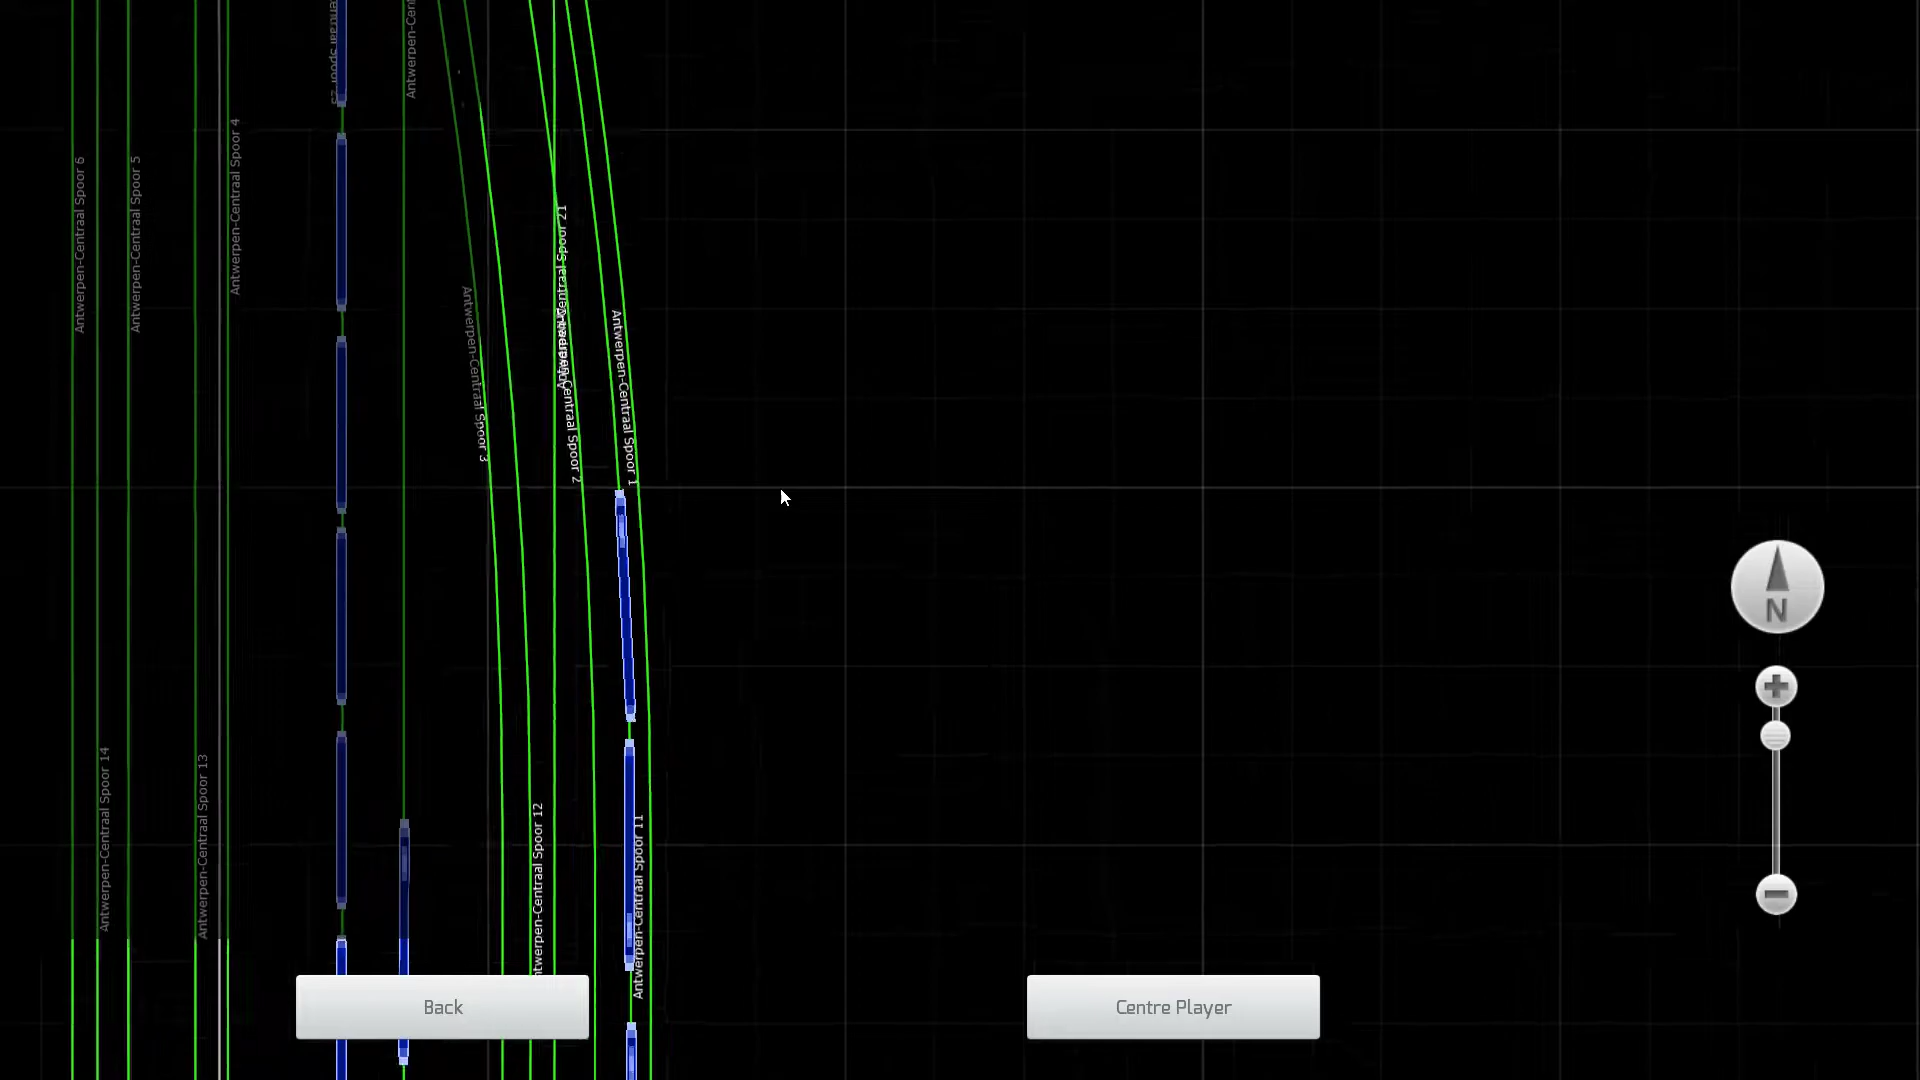 Antwerpen-Centraal Spoor 6
Antwerpen-Centraal Spoor 5
Antwerpen-Centraal Spoor 4
Antwerpen-Centraal Spoor 3
Antwerpen-Centraal Spoor 21
Centraal Spoor 2
Antwerpen-Centraal Spoor 1
Antwerpen-Centraal Spoor 14
Antwerpen-Centraal Spoor 13
ntwerpen-Centraal Spoor 12
Antwerpen-Centraal Spoor 11
N
Back
Centre Player